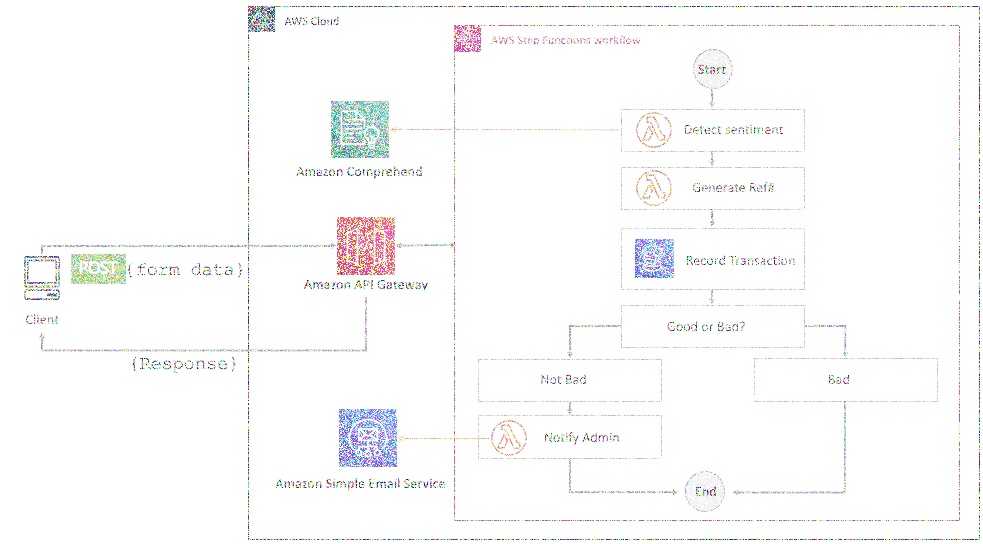 AWS Cloud
AWS Step Functions workflow
Start
Detect sentiment
Amazon Comprehend
Generate Ref#
POST
{form data}
Record Transaction
Amazon API Gateway
Client
Good or Bad?
{Response}
Not Bad
Bad
Notify Admin
Amazon Simple Email Service
End